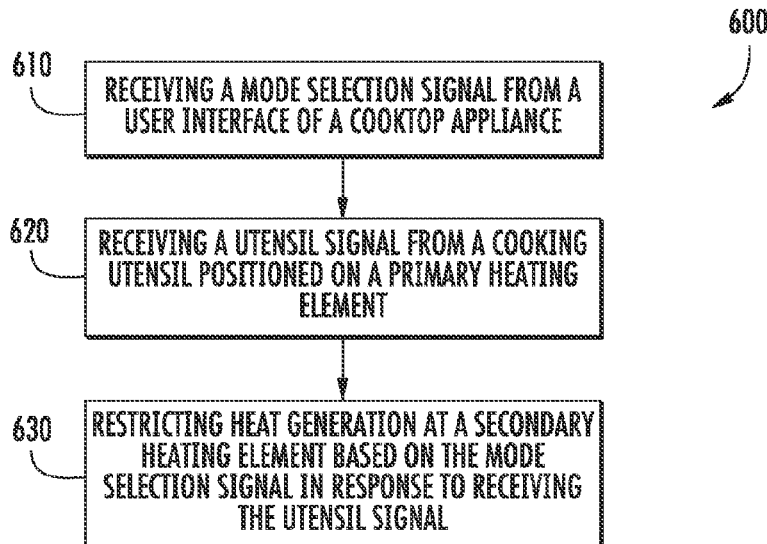 600
610
RECEIVING A MODE SELECTION SIGNAL FROM A
USER INTERFACE OF A COOKTOP APPLIANCE
620
RECEIVING A UTENSIL SIGNAL FROM A COOKING
UTENSIL POSITIONED ON A PRIMARY HEATING
ELEMENT
630
RESTRICTING HEAT GENERATION AT A SECONDARY
HEATING ELEMENT BASED ON THE MODE
SELECTION SIGNAL IN RESPONSE TO RECEIVING
THE UTENSIL SIGNAL